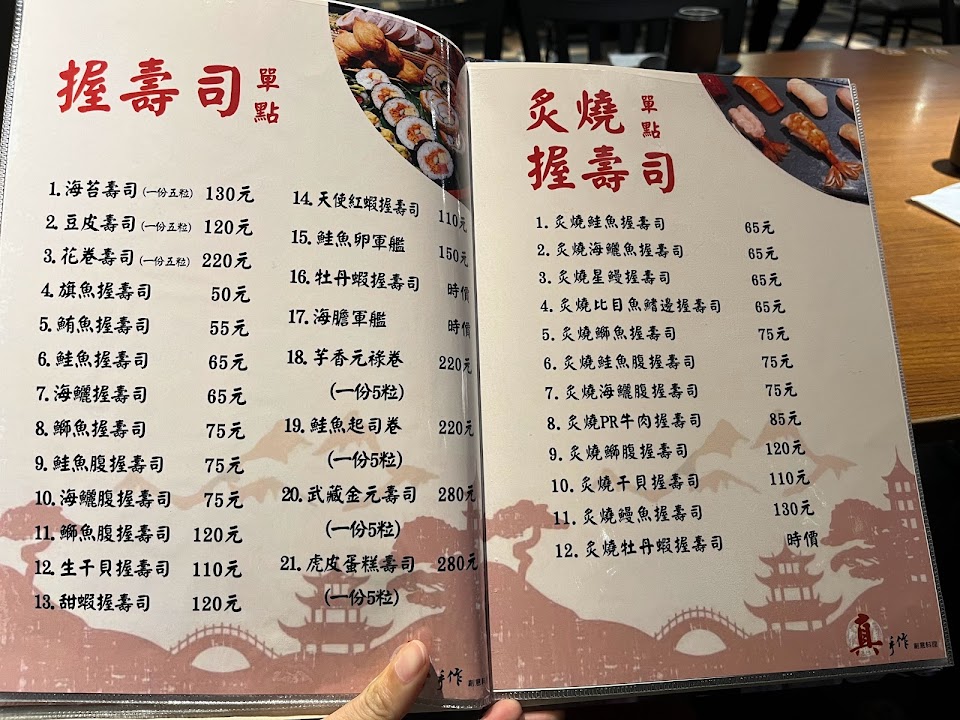 握壽司 單點
1.海苔壽司(一份五粒) 130元
2.豆皮壽司(一份五粒) 120元
3.花卷壽司(一份五粒) 220元
4.旗魚握壽司 50元
5.鮪魚握壽司 55元
6.鮭魚握壽司 65元
7.海鱺握壽司 65元
8.鰤魚握壽司 75元
9.鮭魚腹握壽司 75元
10.海鱺腹握壽司 75元
11.鰤魚腹握壽司 120元
12.生干貝握壽司 110元
13.甜蝦握壽司 120元
14.天使紅蝦握壽司 110元
15.鮭魚卵軍艦 150元
16.牡丹蝦握壽司 時價
17.海膽軍艦 時價
18.芋香元祿卷 220元
(一份5粒)
19.鮭魚起司卷 220元
(一份5粒)
20.武藏金元壽司 280元
(一份5粒)
21.虎皮蛋糕壽司 280元
(一份5粒)
手作
炙燒 單點
握壽司
1.炙燒鮭魚握壽司 65元
2.炙燒海鱺魚握壽司 65元
3.炙燒星鰻握壽司 65元
4.炙燒比目魚鰭邊握壽司 65元
5.炙燒鰤魚握壽司 75元
6.炙燒鮭魚腹握壽司 75元
7.炙燒海鱺腹握壽司 75元
8.炙燒PR牛肉握壽司 85元
9.炙燒鰤腹握壽司 120元
10.炙燒干貝握壽司 110元
11.炙燒鰻魚握壽司 130元
12.炙燒牡丹蝦握壽司 時價
真 手作 創意料理